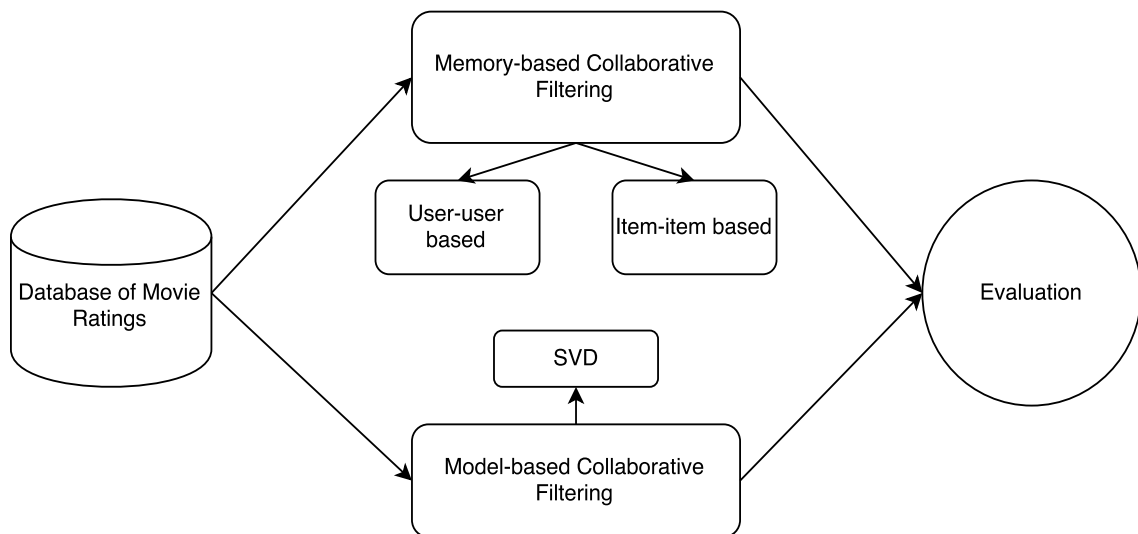 Memory-based Collaborative
Filtering
User-user
based
Item-item based
Database of Movie
Ratings
Evaluation
SVD
Model-based Collaborative
Filtering